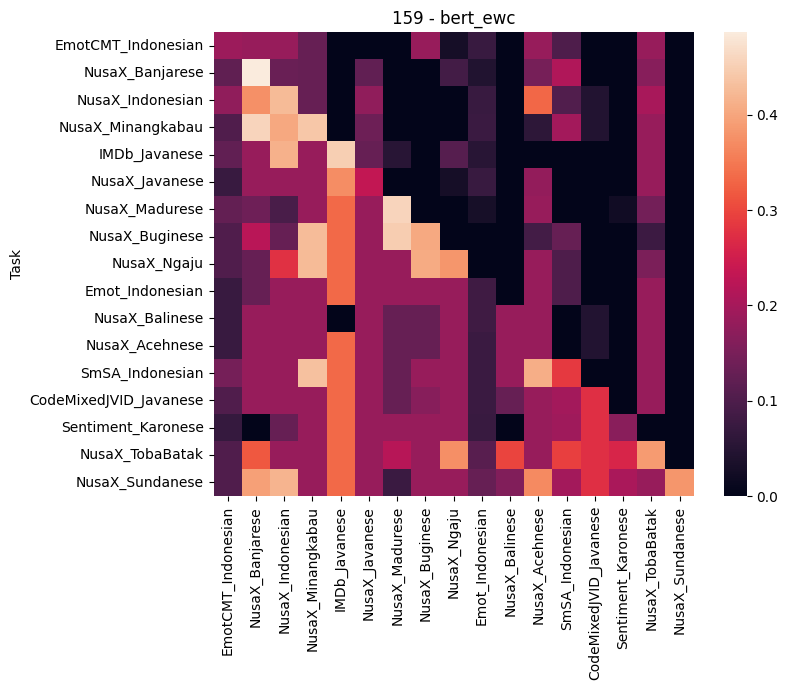 159 - bert_ewc
Task
EmotCMT_Indonesian
NusaX_Banjarese
NusaX_Indonesian
NusaX_Minangkabau
IMDb_Javanese
NusaX_Javanese
NusaX_Madurese
NusaX_Buginese
NusaX_Ngaju
Emot_Indonesian
NusaX_Balinese
NusaX_Acehnese
SmSA_Indonesian
CodeMixedJVID_Javanese
Sentiment_Karonese
NusaX_TobaBatak
NusaX_Sundanese
0.4
0.3
0.2
0.1
0.0
EmotCMT_Indonesian
NusaX_Banjarese
NusaX_Indonesian
NusaX_Minangkabau
IMDb_Javanese
NusaX_Javanese
NusaX_Madurese
NusaX_Buginese
NusaX_Ngaju
Emot_Indonesian
NusaX_Balinese
NusaX_Acehnese
SmSA_Indonesian
CodeMixedJVID_Javanese
Sentiment_Karonese
NusaX_TobaBatak
NusaX_Sundanese